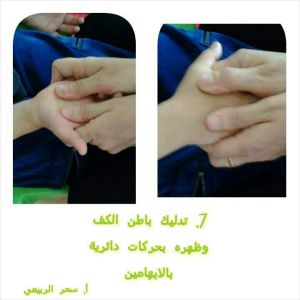 7. تدليك باطن الكف
وظهره بحركات دائرية
بالابهامين
أ. سحر الربيعي